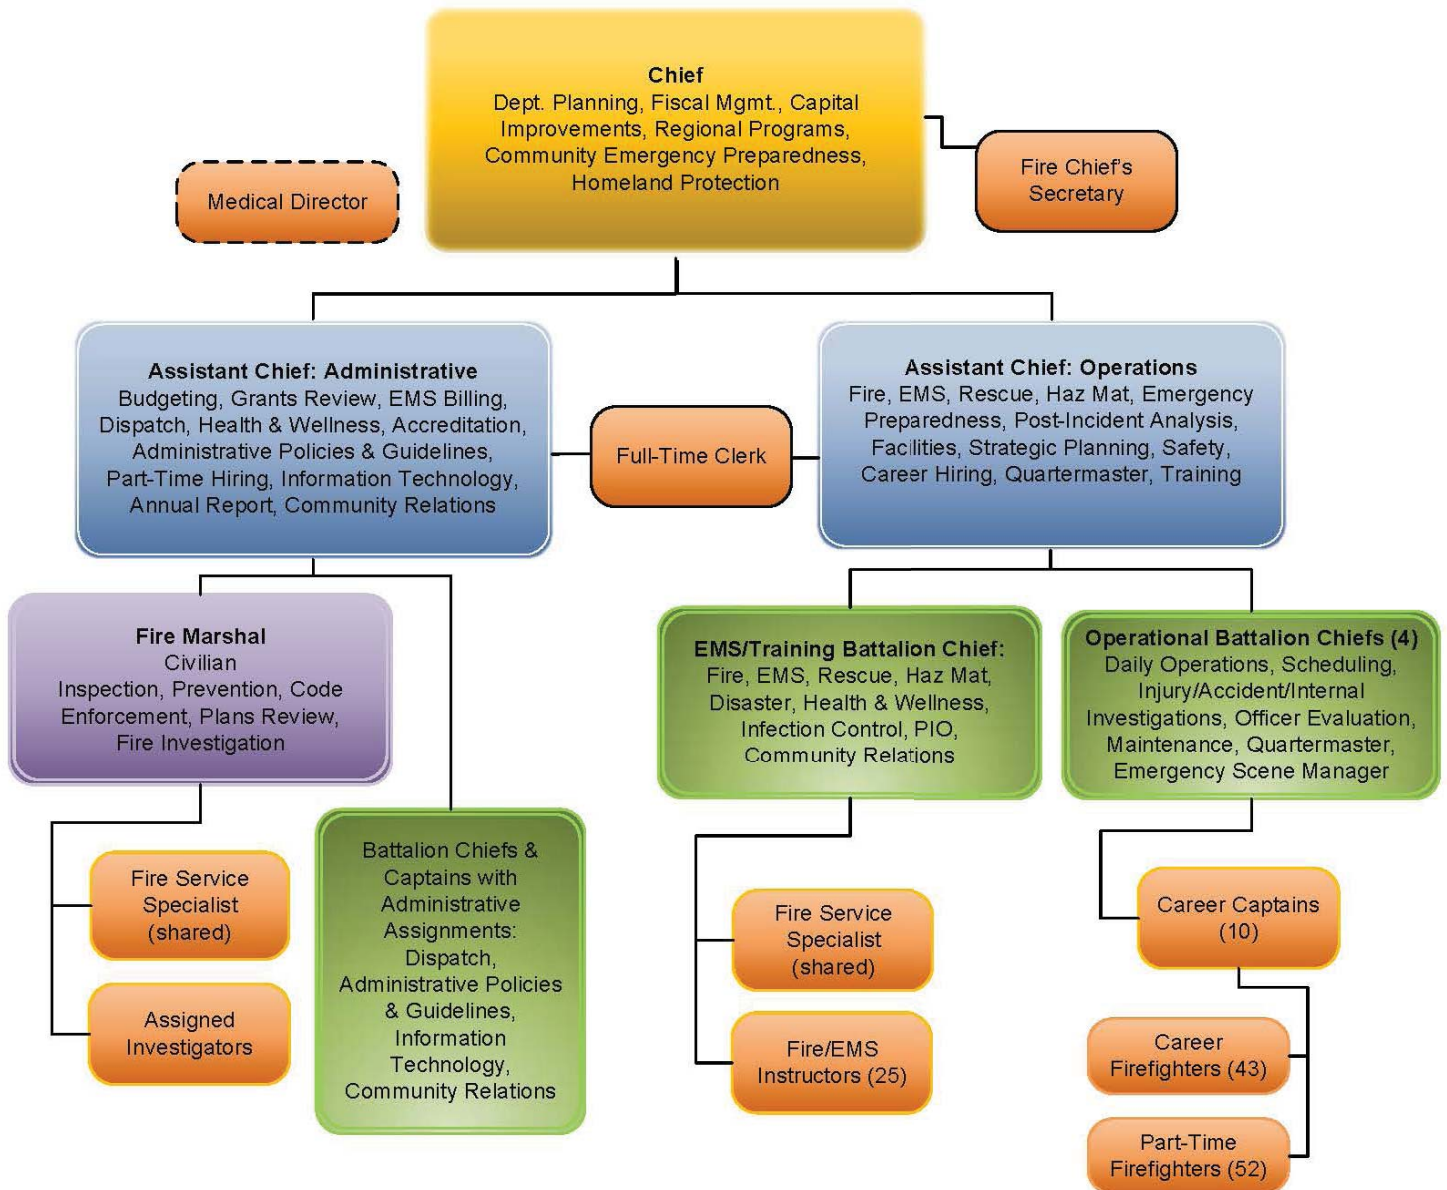 Chief
Dept. Planning, Fiscal Mgmt., Capital
Improvements, Regional Programs,
Community Emergency Preparedness,
Homeland Protection
Medical Director
Fire Chief's
Secretary
Assistant Chief: Administrative
Budgeting, Grants Review, EMS Billing,
Dispatch, Health & Wellness, Accreditation,
Administrative Policies & Guidelines,
Part-Time Hiring, Information Technology,
Annual Report, Community Relations
Full-Time Clerk
Assistant Chief: Operations
Fire, EMS, Rescue, Haz Mat, Emergency
Preparedness, Post-Incident Analysis,
Facilities, Strategic Planning, Safety,
Career Hiring, Quartermaster, Training
Fire Marshal
Civilian
Inspection, Prevention, Code
Enforcement, Plans Review,
Fire Investigation
Fire Service
Specialist
(shared)
Assigned
Investigators
Battalion Chiefs &
Captains with
Administrative
Assignments:
Dispatch,
Administrative Policies
& Guidelines,
Information
Technology,
Community Relations
EMS/Training Battalion Chief:
Fire, EMS, Rescue, Haz Mat,
Disaster, Health & Wellness,
Infection Control, PIO,
Community Relations
Fire Service
Specialist
(shared)
Fire/EMS
Instructors (25)
Operational Battalion Chiefs (4)
Daily Operations, Scheduling,
Injury/Accident/Internal
Investigations, Officer Evaluation,
Maintenance, Quartermaster,
Emergency Scene Manager
Career Captains
(10)
Career
Firefighters (43)
Part-Time
Firefighters (52)